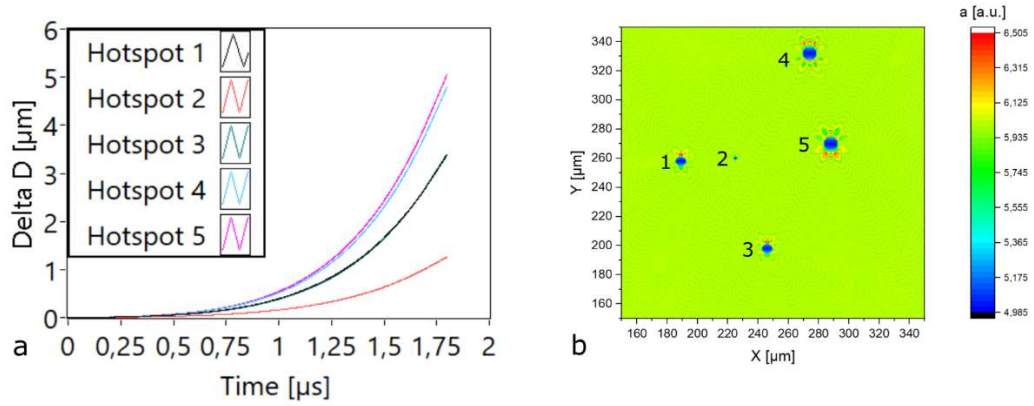 6
5
4
3
2
1
0
Delta D [µm]
Hotspot 1
Hotspot 2
Hotspot 3
Hotspot 4
Hotspot 5
0 0,25 0,5 0,75 1 1,25 1,5 1,75 2
Time [µs]
a
340
320
300
280
260
240
220
200
180
160
Y [µm]
4
5
1
2
3
160 180 200 220 240 260 280 300 320 340
X [µm]
b
a [a.u.]
6,505
6,315
6,125
5,935
5,745
5,555
5,365
5,175
4,985